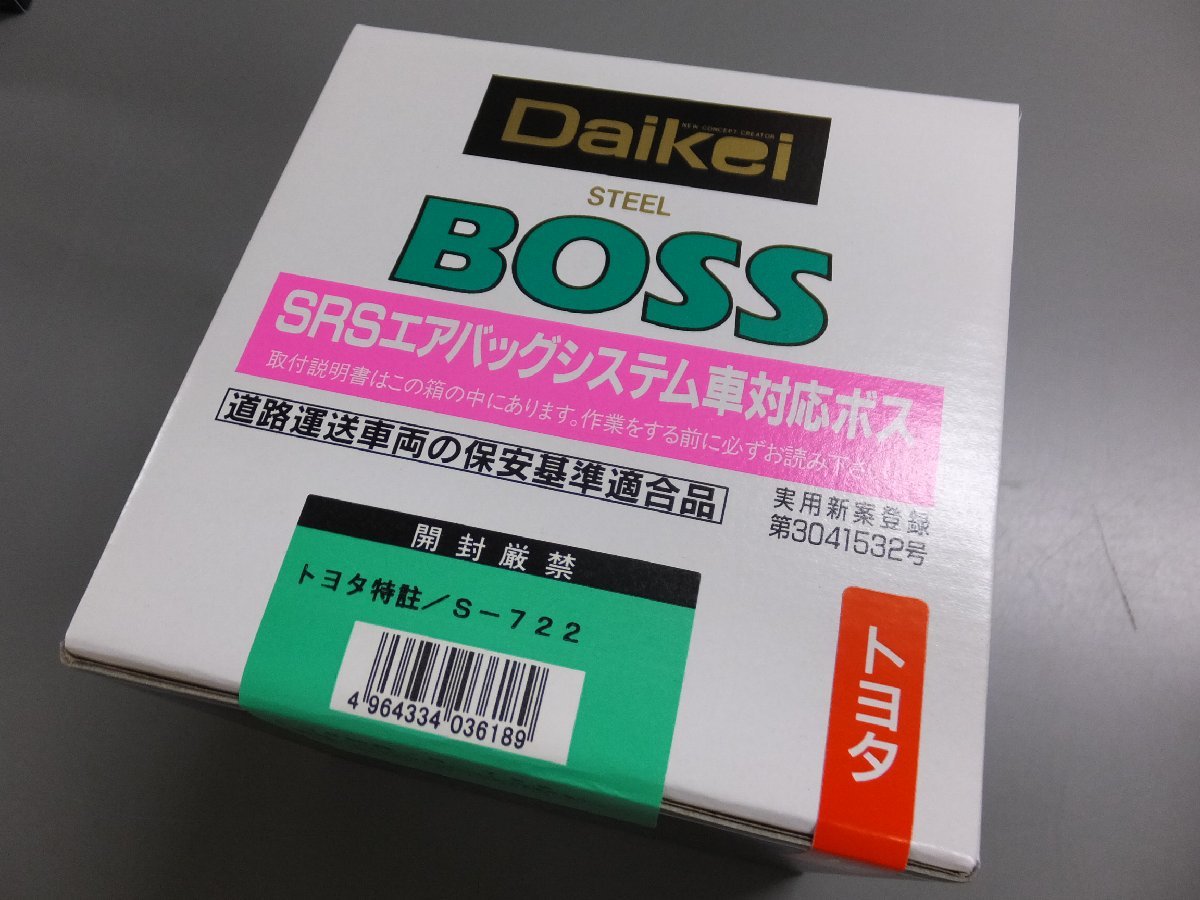 Daikei
NEW CONCEPT CREATOR
STEEL
BOSS
SRSエアバッグシステム車対応ボス
取付説明書はこの箱の中にあります。作業をする前に必ずお読み下さ
道路運送車両の保安基準適合品
実用新案登録
第3041532号
開封厳禁
トヨタ特註／S－722
4 964334 036189
トヨタ